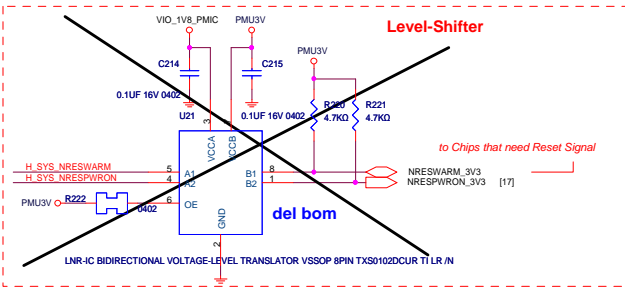 Level-Shifter
VIO_1V8_PMIC
PMU3V
PMU3V
C214
C215
0.1UF 16V 0402
0.1UF 16V 0402
R220
4.7KΩ
R221
4.7KΩ
U21
3
7
VCCA
VCCB
to Chips that need Reset Signal
H_SYS_NRESWARM
5
A1
B1
8
NRESWARM_3V3
H_SYS_NRESPWRON
4
A2
B2
1
NRESPWRON_3V3
[17]
PMU3V
R222
0402
6
OE
GND
2
del bom
LNR-IC BIDIRECTIONAL VOLTAGE-LEVEL TRANSLATOR VSSOP 8PIN TXS0102DCUR TI LR /N